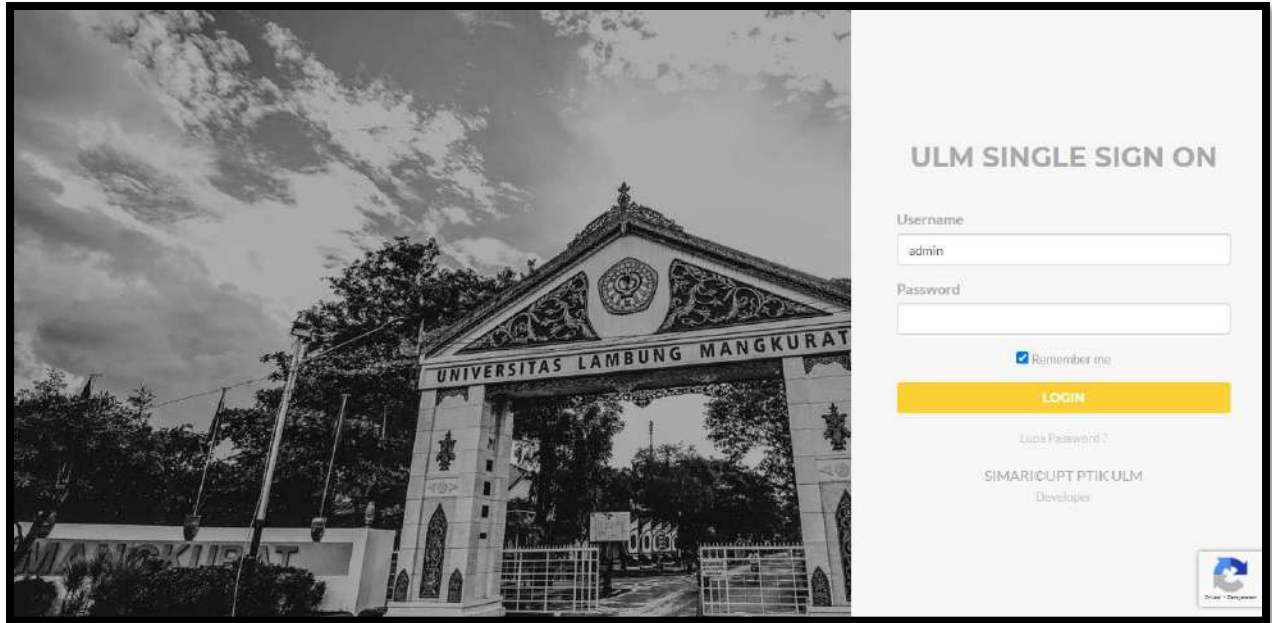 UNIVERSITAS LAMBUNG MANGKURAT
MANGKURAT
ULM SINGLE SIGN ON
Username
admin
Password
Remember me
LOGIN
Lupa Password ?
SIMARI©UPT PTIK ULM
Developer